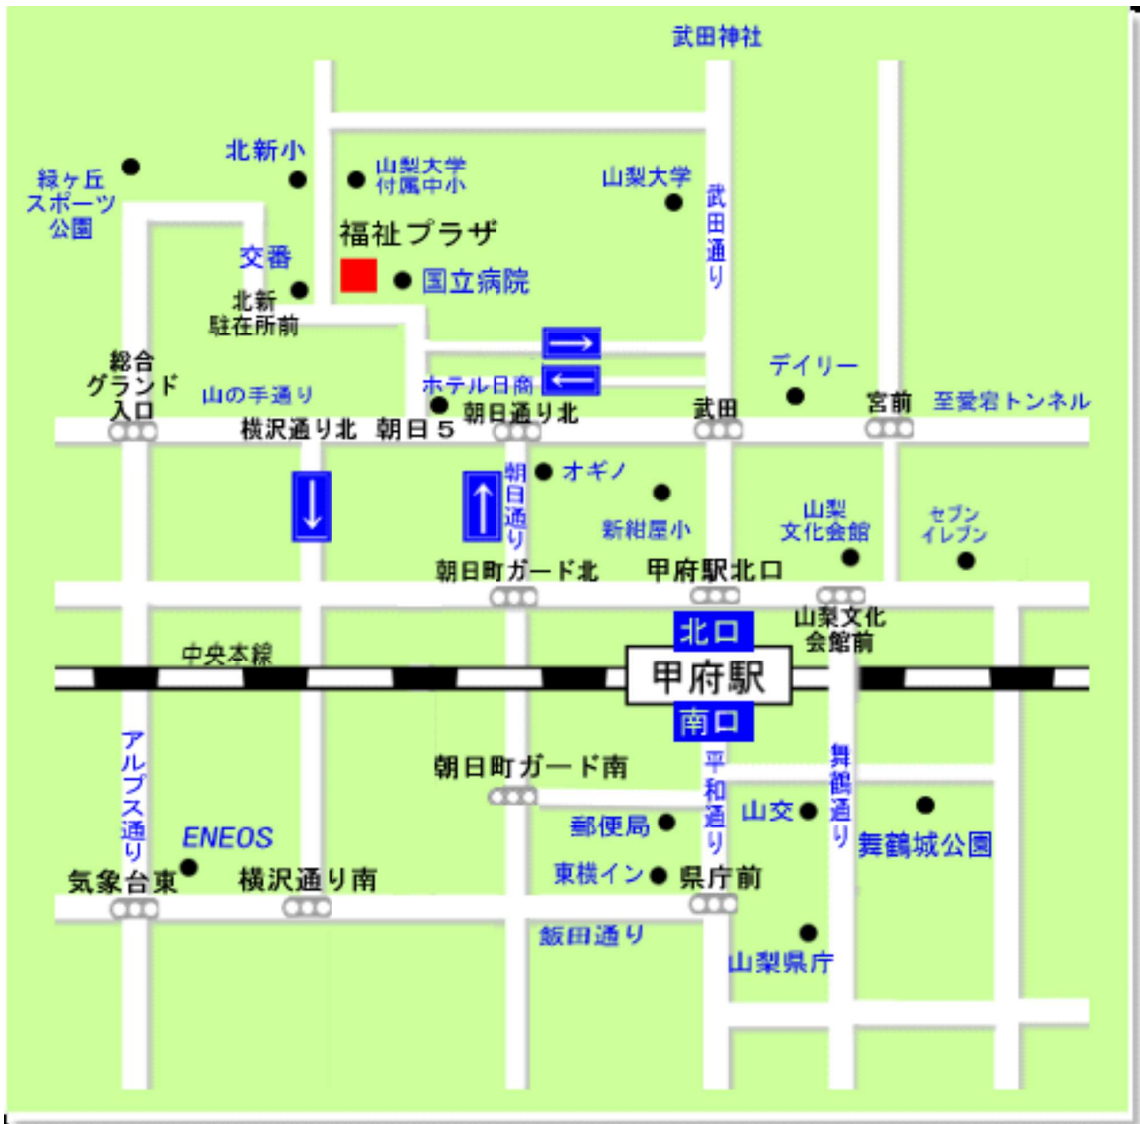 武田神社
北新小
山梨大学
付属中小
山梨大学
緑ヶ丘
スポーツ
公園
武田通り
福祉プラザ
交番
国立病院
北新
駐在所前
→
総合
グランド
入口
山の手通り
ホテル日商
←
デイリー
横沢通り北
朝日5
朝日通り北
武田
宮前
至愛宕トンネル
↓
↑
朝日通り
オギノ
新紺屋小
山梨
文化会館
セブン
イレブン
朝日町ガード北
甲府駅北口
山梨文化
会館前
北口
中央本線
甲府駅
南口
アルプス通り
朝日町ガード南
平和通り
舞鶴通り
山交
郵便局
舞鶴城公園
ENEOS
気象台東
横沢通り南
東横イン
県庁前
飯田通り
山梨県庁